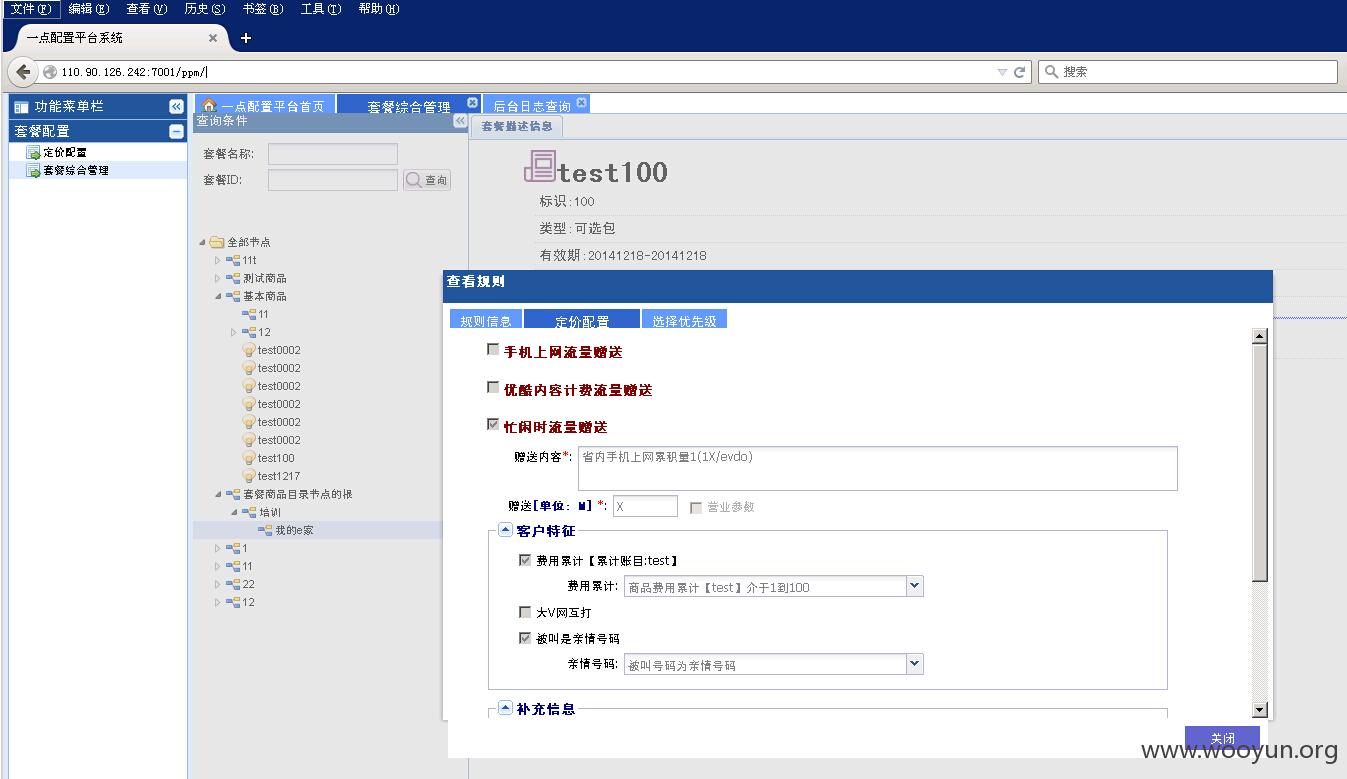 文件(F) 编辑(E) 查看(V) 历史(S) 书签(B) 工具(T) 帮助(H)
一点配置平台系统
110.90.126.242:7001/ppm/
搜索
功能菜单栏
套餐配置
定价配置
套餐综合管理
一点配置平台首页 套餐综合管理 后台日志查询
查询条件
套餐名称:
套餐ID:
查询
全部节点
11t
测试商品
基本商品
11
12
test0002
test0002
test0002
test0002
test0002
test0002
test100
test1217
套餐商品目录节点的根
培训
我的e家
1
11
22
12
套餐描述信息
test100
标识:100
类型:可选包
有效期:20141218-20141218
查看规则
规则信息 定价配置 选择优先级
手机上网流量赠送
优酷内容计费流量赠送
忙闲时流量赠送
赠送内容*: 省内手机上网累积量1(1X/evdo)
赠送[单位: M] *: X 营业参数
客户特征
费用累计【累计账目:test】
费用累计: 商品费用累计【test】介于1到100
大V网互打
被叫是亲情号码
亲情号码: 被叫号码为亲情号码
补充信息
关闭
www.wooyun.org